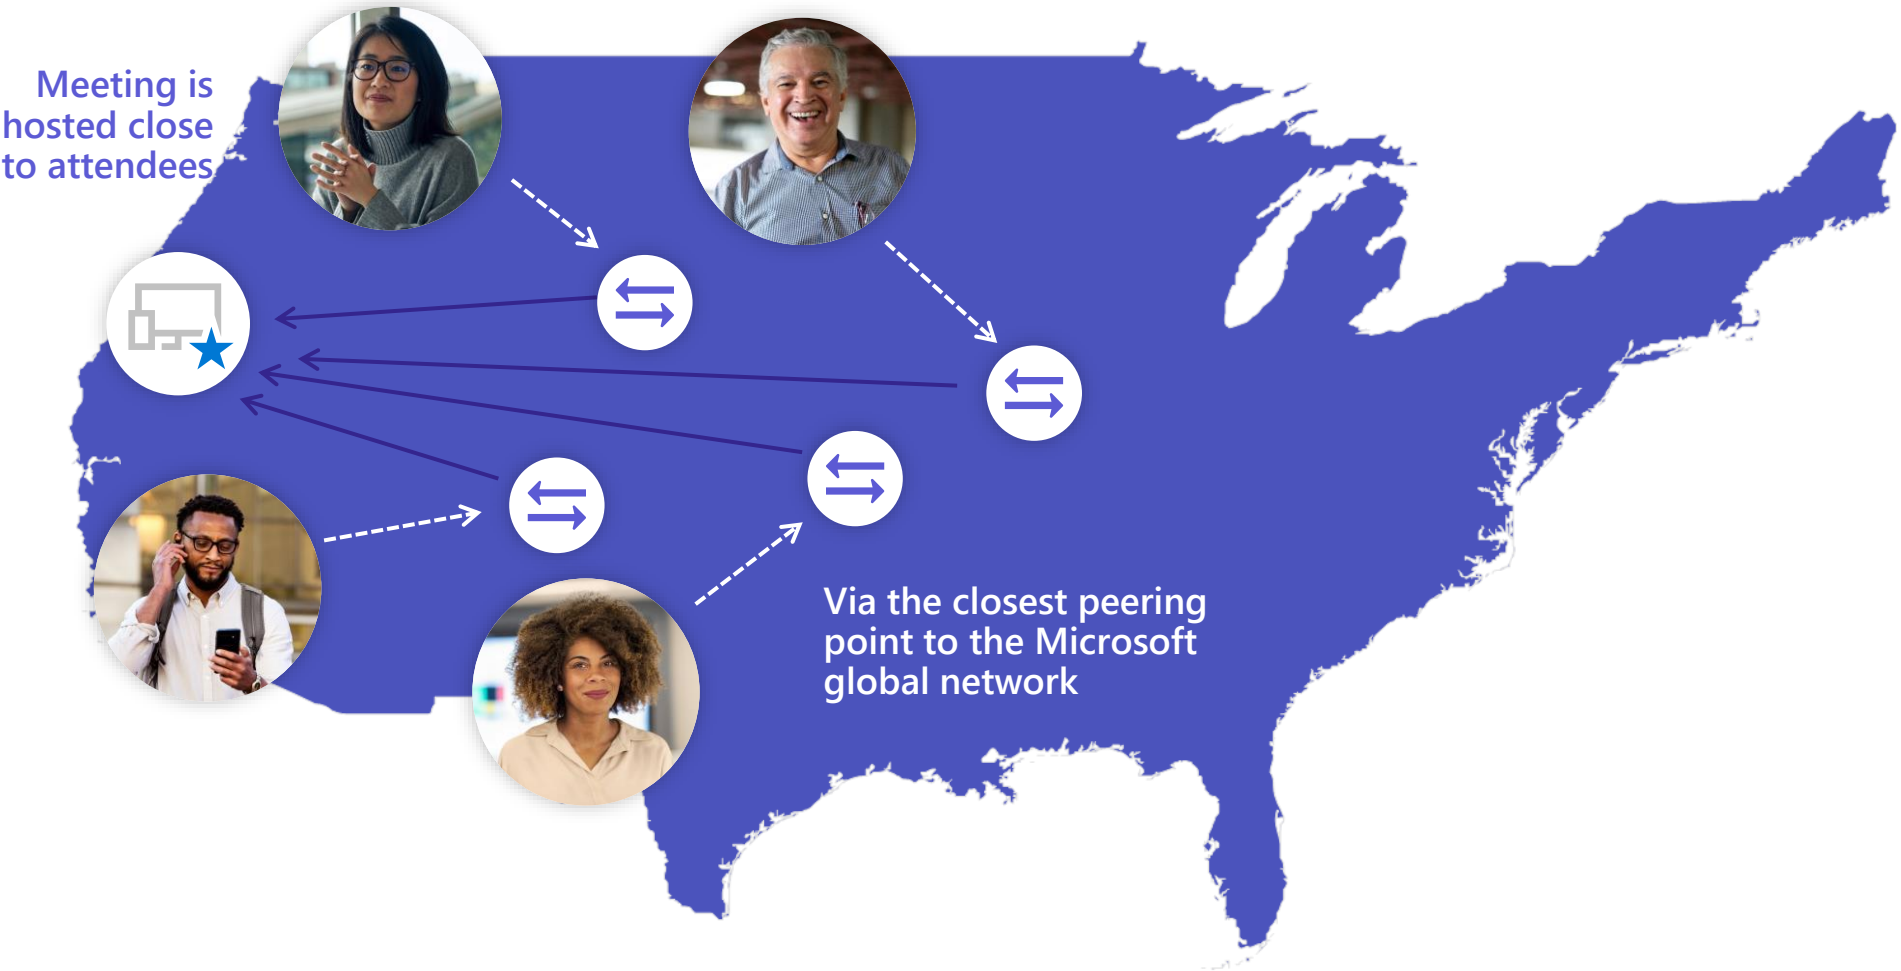 Meeting is
hosted close
to attendees
Via the closest peering
point to the Microsoft
global network